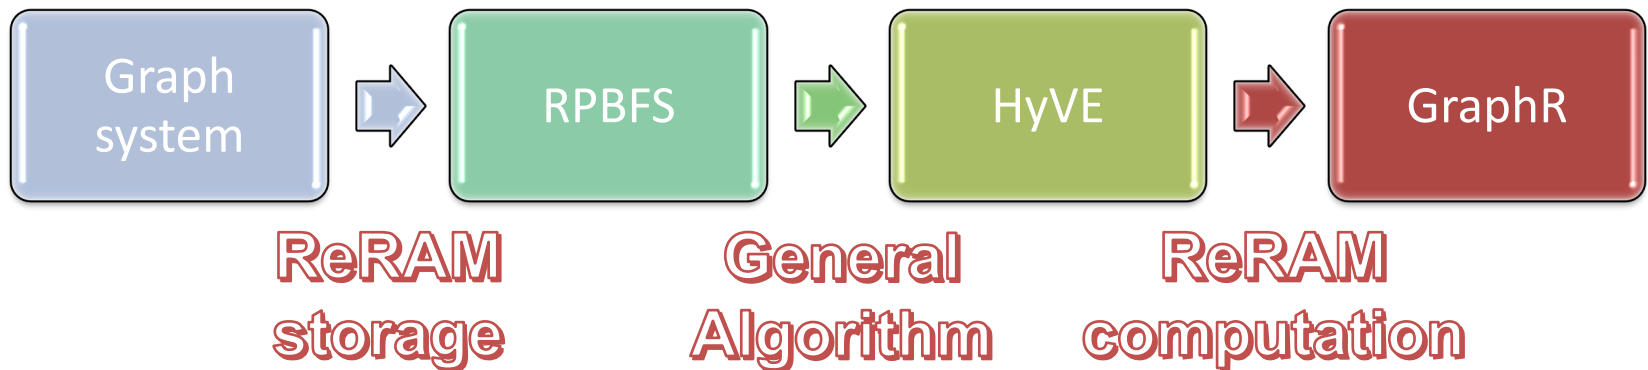 Graph
system
RPBFS
HyVE
GraphR
ReRAM
storage
General
Algorithm
ReRAM
computation